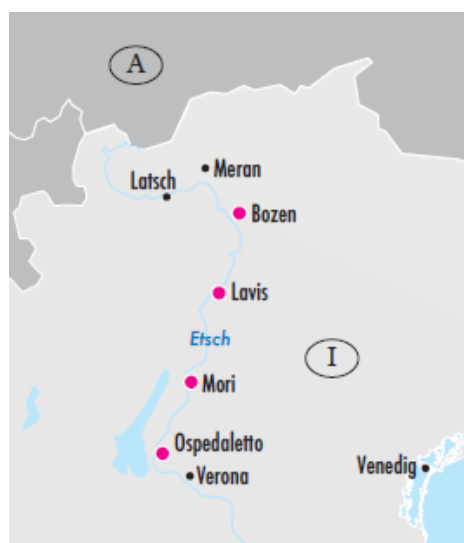 A
Meran
Latsch
Bozen
Lavis
Etsch
I
Mori
Ospedaletto
Verona
Venedig